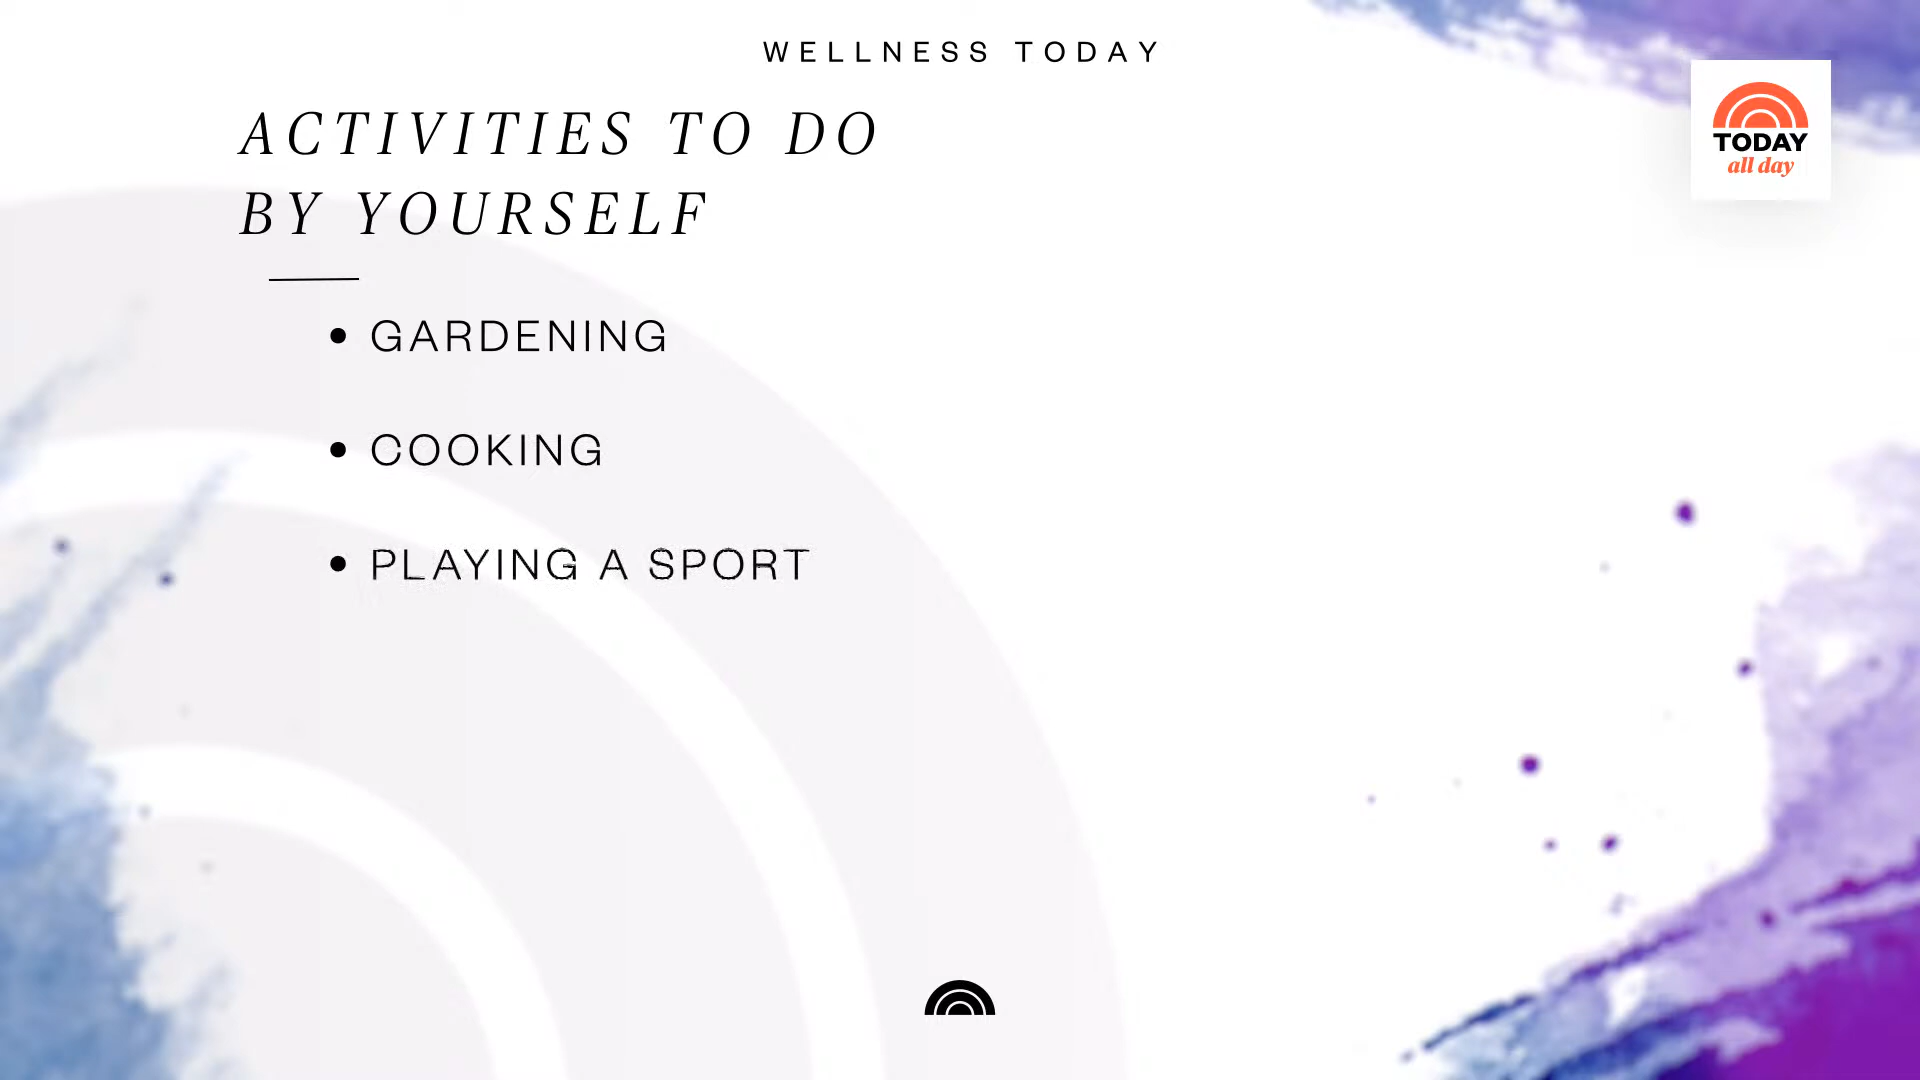 WELLNESS TODAY
TODAY
all day
ACTIVITIES TO DO
BY YOURSELF
• GARDENING
• COOKING
• PLAYING A SPORT